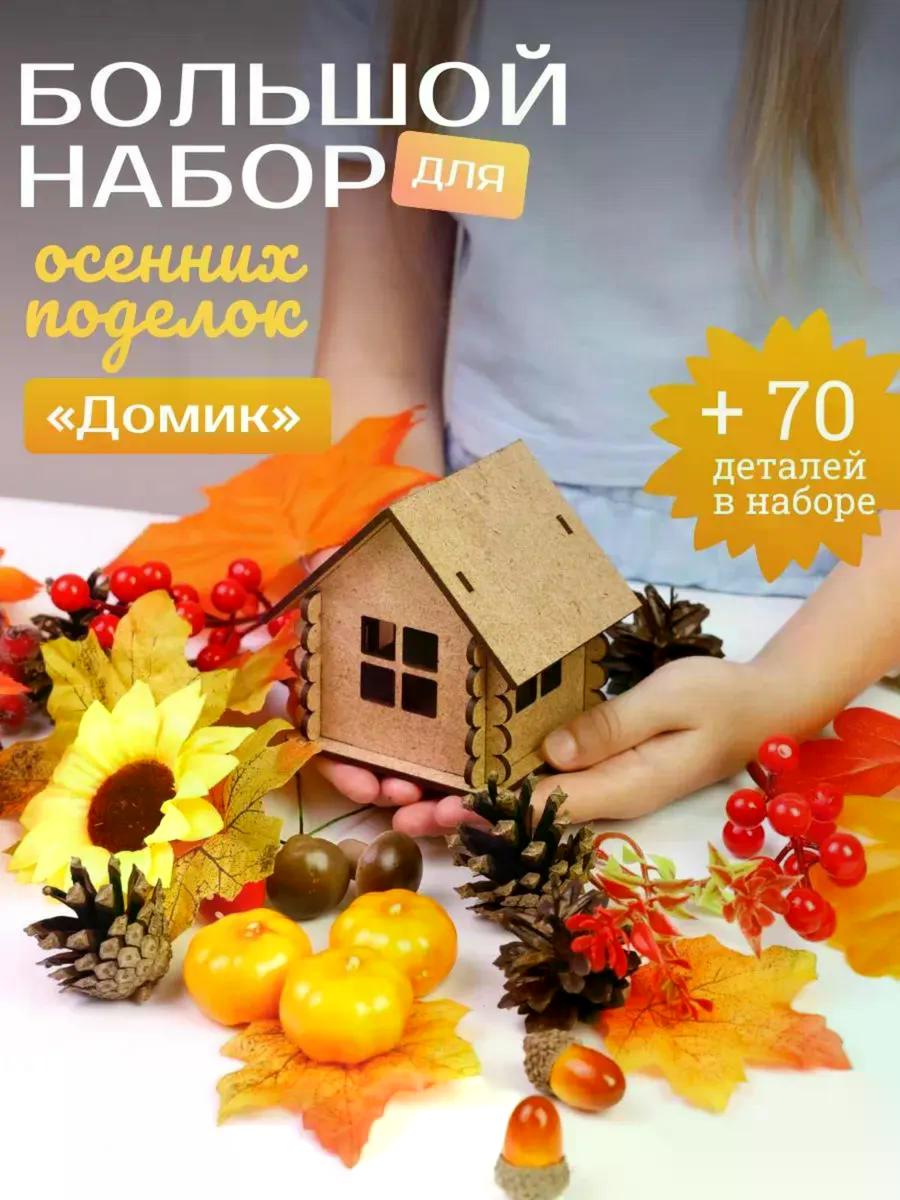 БОЛЬШОЙ
НАБОР для
осенних
поделок
«Домик»
+ 70
деталей
в наборе